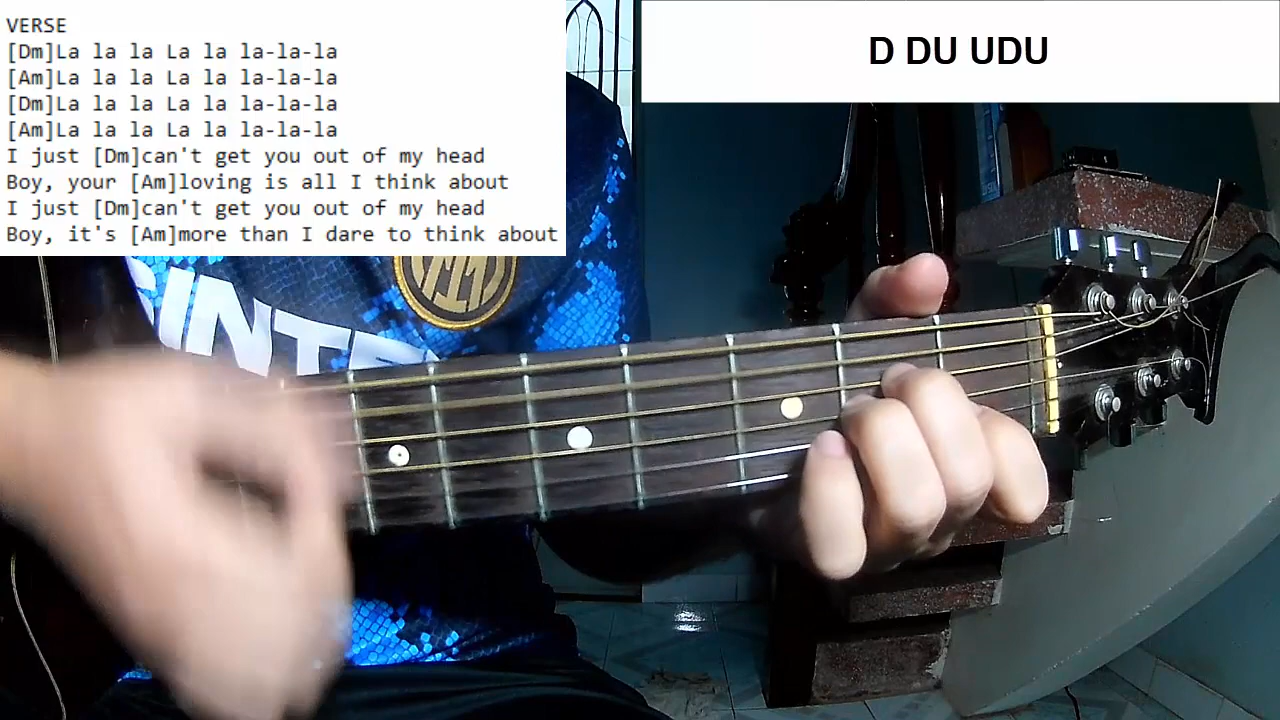 VERSE
[Dm]La la la La la la-la-la
[Am]La la la La la la-la-la
[Dm]La la la La la la-la-la
[Am]La la la La la la-la-la
I just [Dm]can't get you out of my head
Boy, your [Am]loving is all I think about
I just [Dm]can't get you out of my head
Boy, it's [Am]more than I dare to think about
D DU UDU